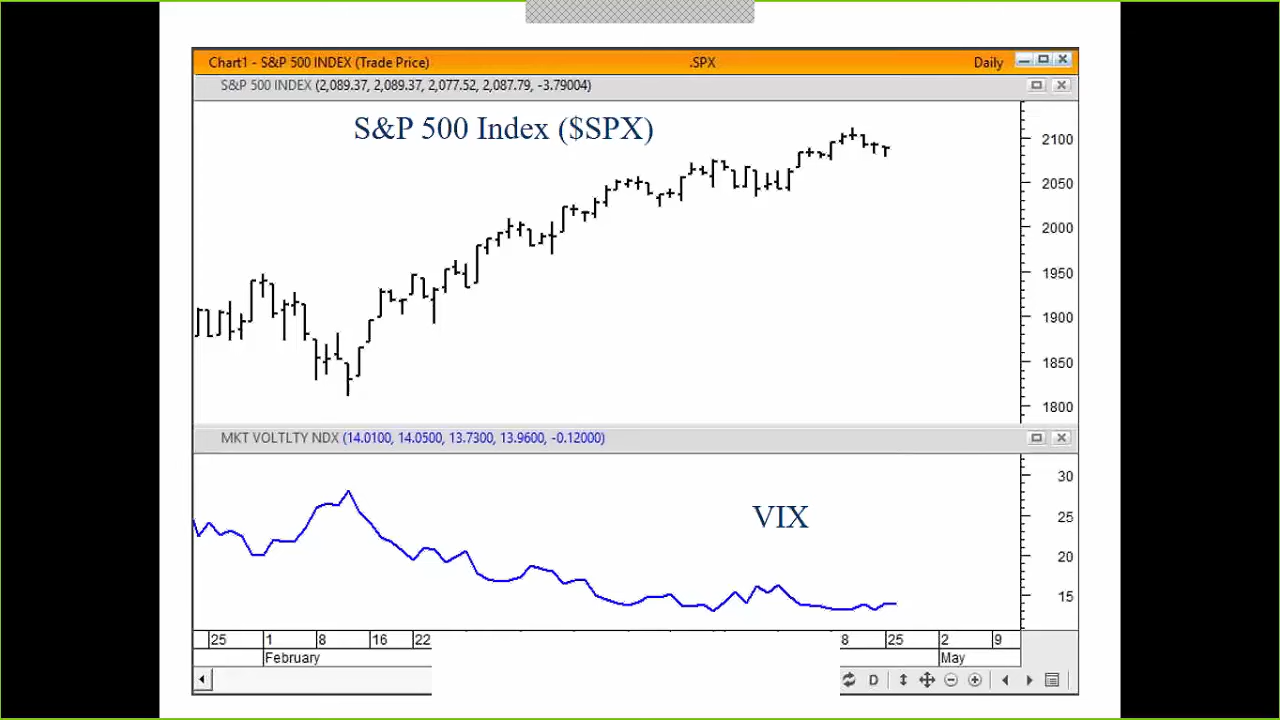 Chart1 - S&P 500 INDEX (Trade Price) .SPX Daily
S&P 500 INDEX (2,089.37, 2,089.37, 2,077.52, 2,087.79, -3.79004)
S&P 500 Index ($SPX)
2100
2050
2000
1950
1900
1850
1800
MKT VOLTLTY NDX (14.0100, 14.0500, 13.7300, 13.9600, -0.12000)
30
VIX
25
20
15
25 1 8 16 22 8 25 2 9
February May
D